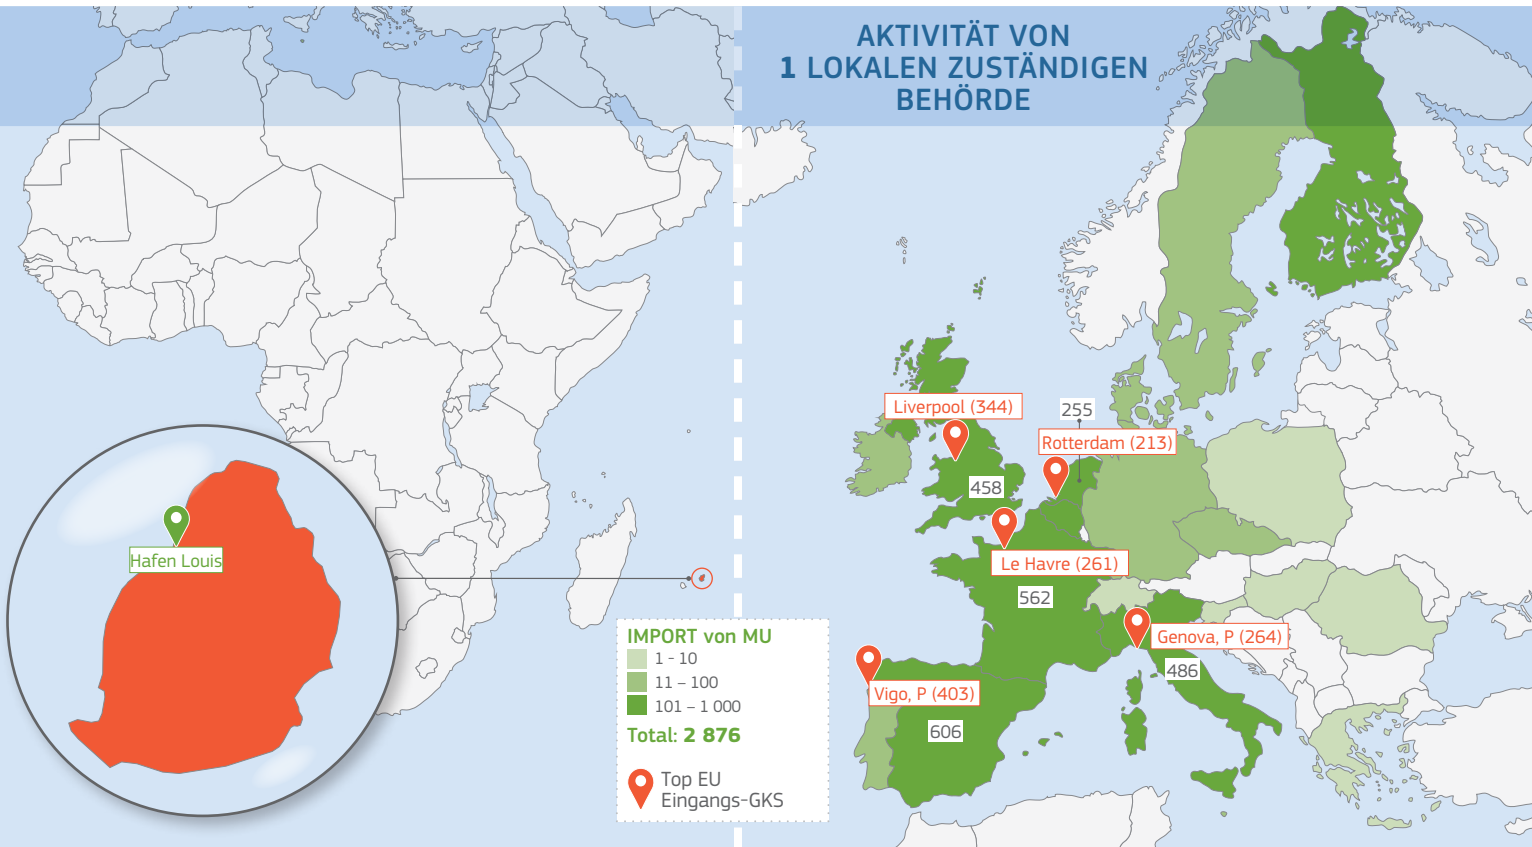 AKTIVITÄT VON
1 LOKALEN ZUSTÄNDIGEN
BEHÖRDE
Liverpool (344)
255
Rotterdam (213)
458
Hafen Louis
Le Havre (261)
562
IMPORT von MU
1 - 10
11 – 100
101 – 1 000
Total: 2 876
Top EU
Eingangs-GKS
Genova, P (264)
486
Vigo, P (403)
606